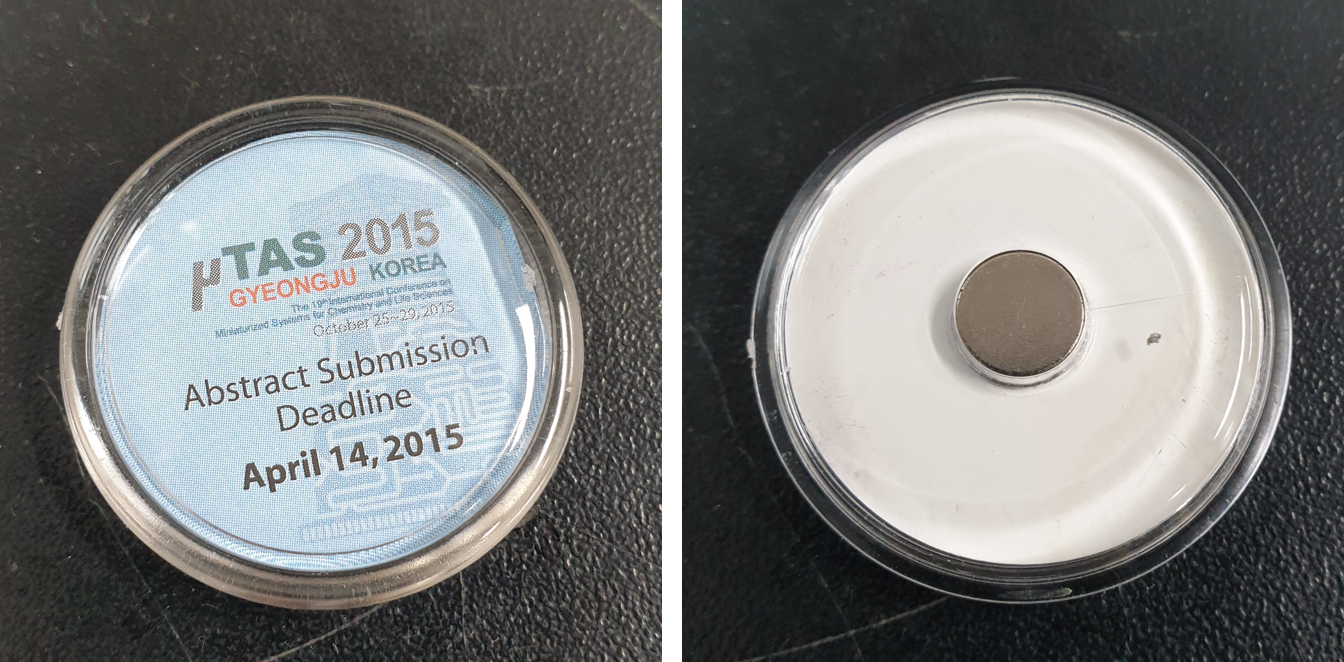 μTAS 2015
GYEONGJU KOREA
The 19th International Conference on
Miniaturized Systems for Chemistry and Life Sciences
October 25~29, 2015
Abstract Submission
Deadline
April 14, 2015